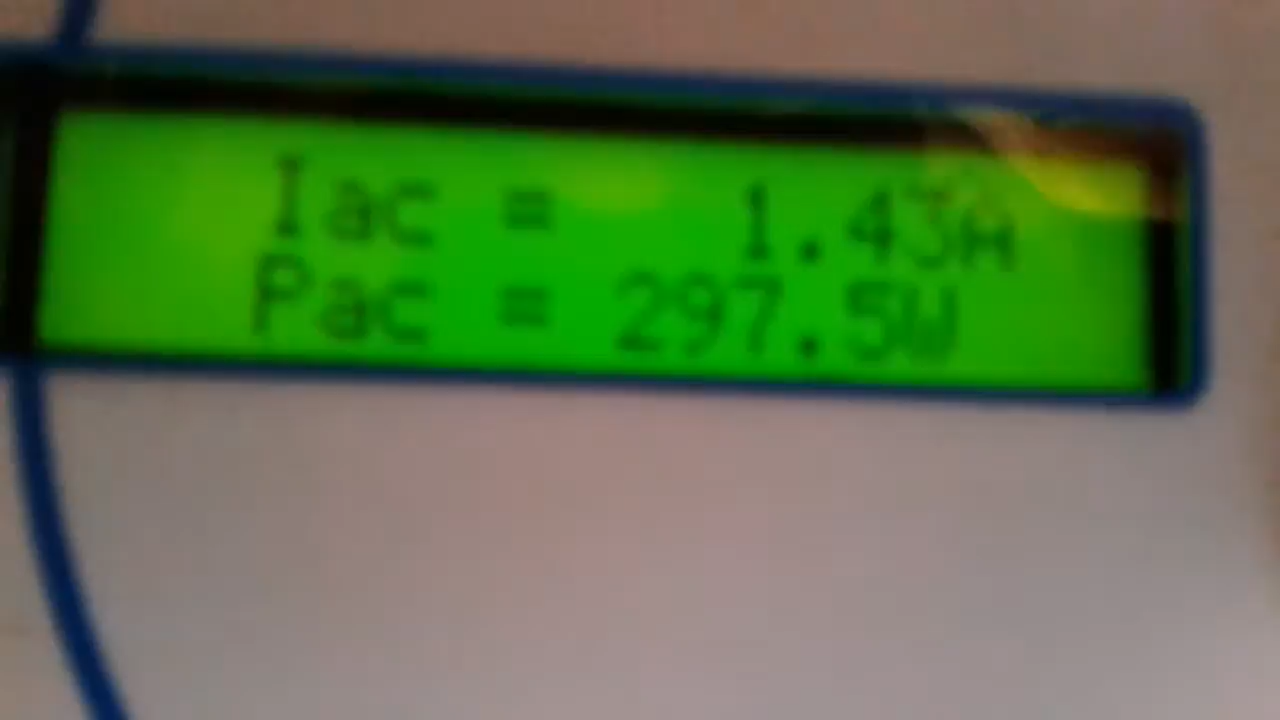 Iac = 1.43A
Pac = 297.5W